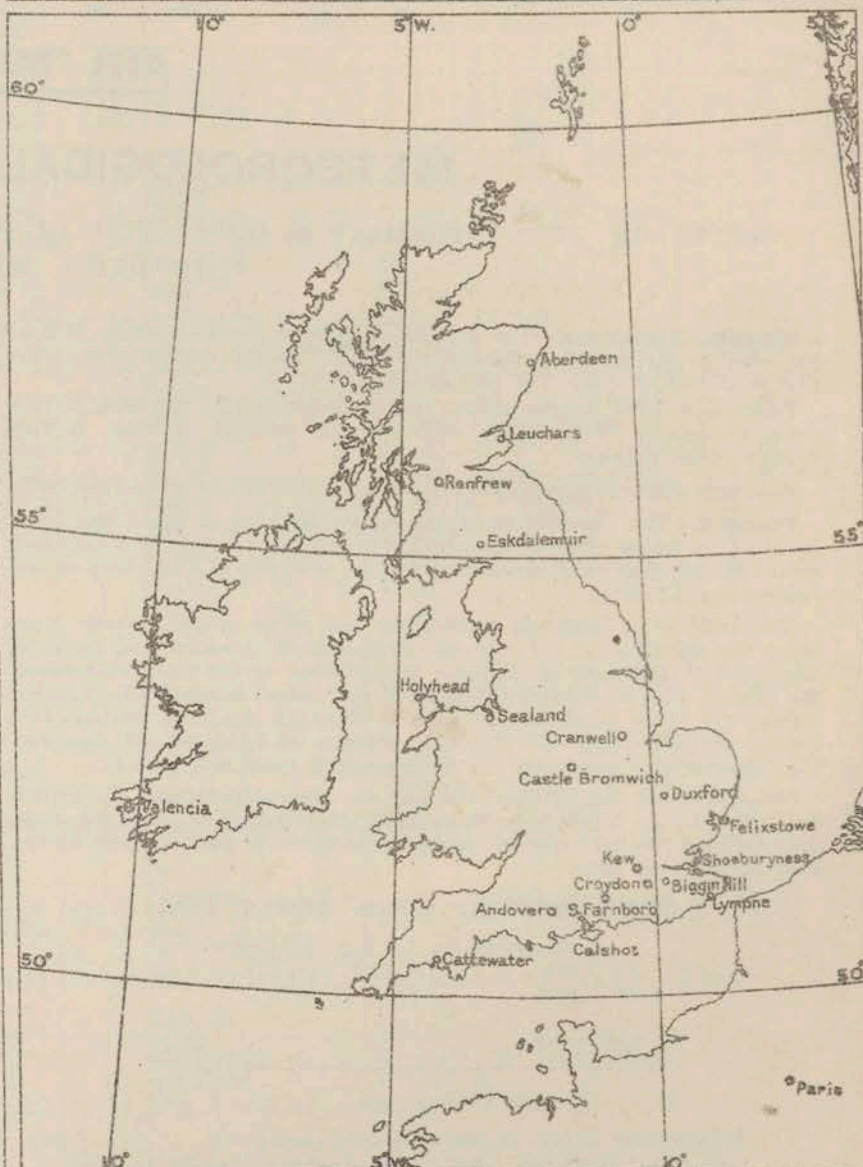 10°
5°W.
0°
5°
60°
Aberdeen
Leuchars
Renfrew
55°
Eskdalemuir
55°
Holyhead
Sealand
Cranwell
Castle Bromwich
Duxford
Valencia
Felixstowe
Kew
Shoeburyness
Croydon
Biggin Hill
Andover
S. Farnboro
Lympne
Cattewater
Calshot
50°
50°
Paris
10°
5°W.
0°